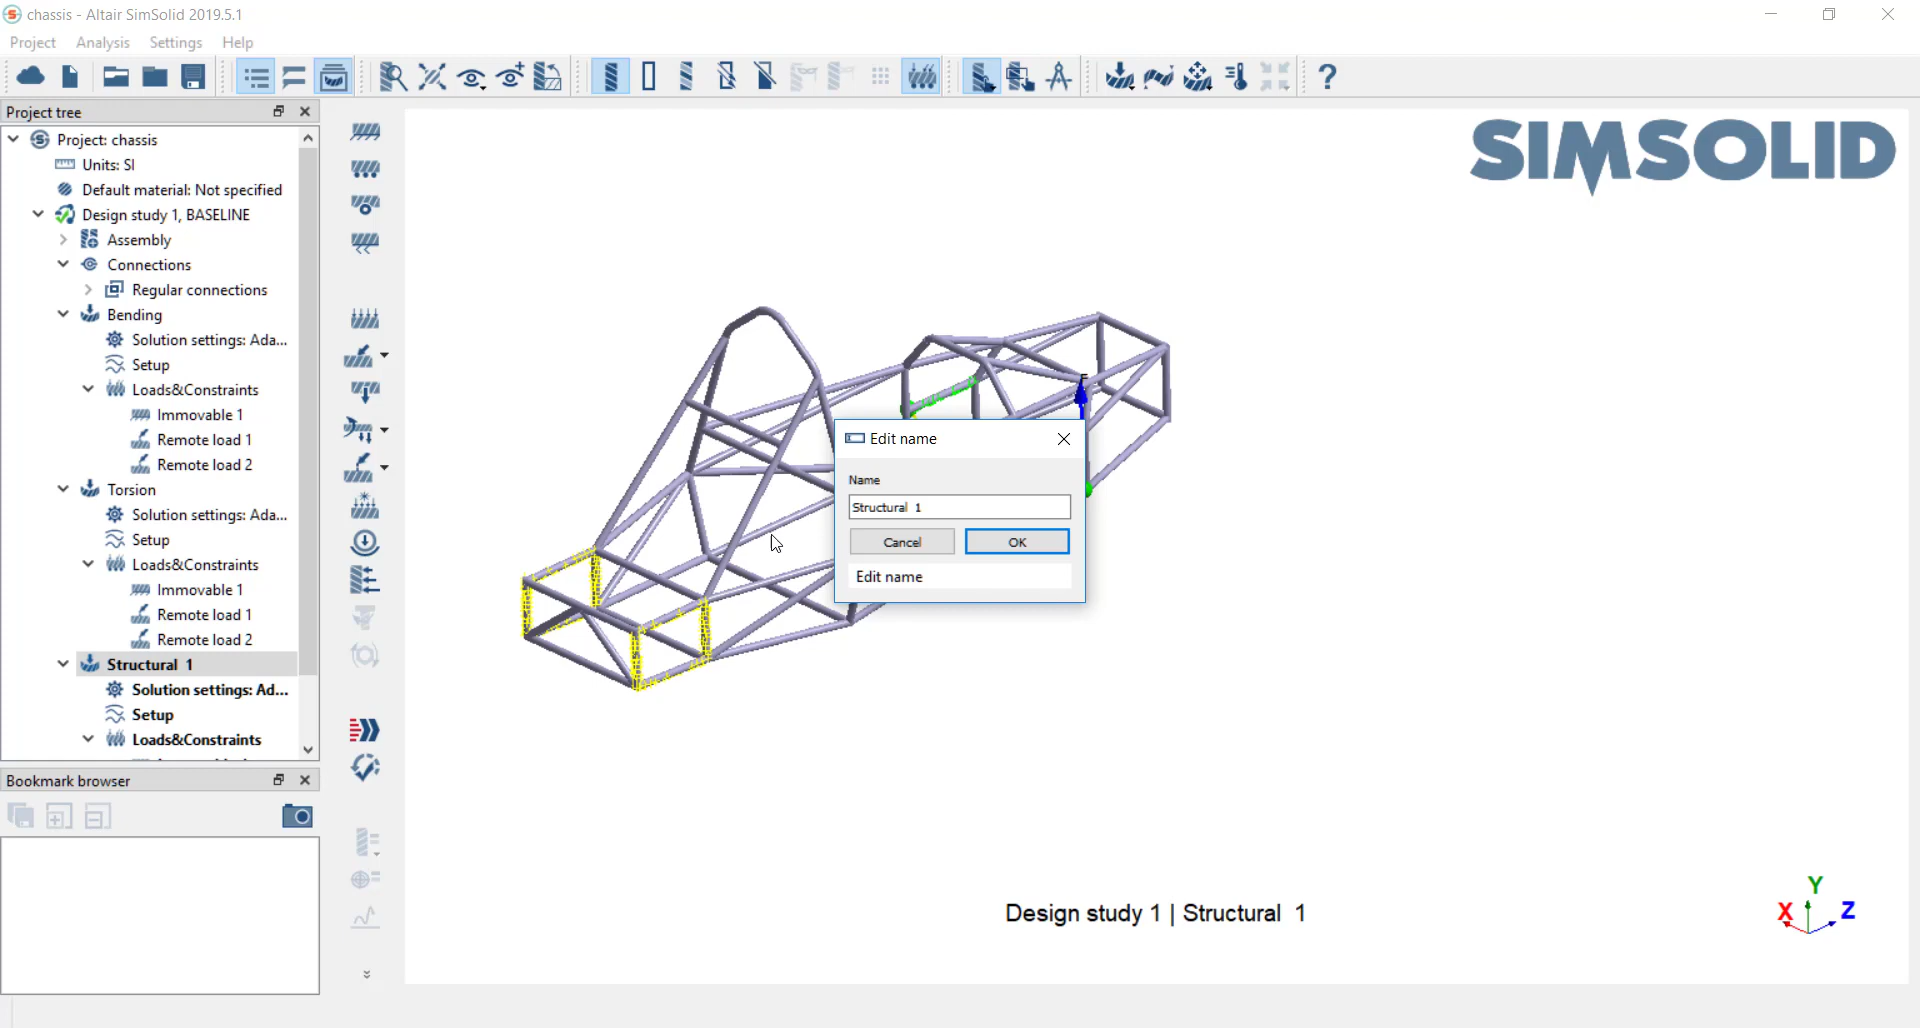 chassis - Altair SimSolid 2019.5.1
Project Analysis Settings Help
Project tree
Project: chassis
Units: SI
Default material: Not specified
Design study 1, BASELINE
Assembly
Connections
Regular connections
Bending
Solution settings: Ada...
Setup
Loads&Constraints
Immovable 1
Remote load 1
Remote load 2
Torsion
Solution settings: Ada...
Setup
Loads&Constraints
Immovable 1
Remote load 1
Remote load 2
Structural 1
Solution settings: Ad...
Setup
Loads&Constraints
Bookmark browser
SIMSOLID
F
Edit name
Name
Structural 1
Cancel OK
Edit name
Design study 1 | Structural 1
Y
X Z